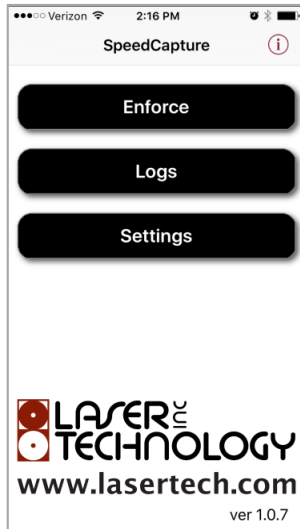 Verizon 2:16 PM
SpeedCapture i
Enforce
Logs
Settings
LASER INC
TECHNOLOGY
www.lasertech.com
ver 1.0.7